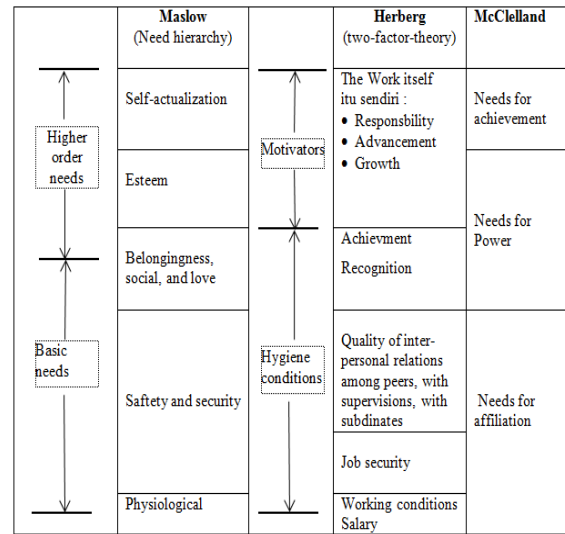 Maslow
(Need hierarchy)
Herberg
(two-factor-theory)
McClelland
Higher
order
needs
Basic
needs
Self-actualization
Esteem
Belongingness,
social, and love
Saftety and security
Physiological
Motivators
Hygiene
conditions
The Work itself
itu sendiri :
• Responsbility
• Advancement
• Growth
Achievment
Recognition
Quality of inter-
personal relations
among peers, with
supervisions, with
subdinates
Job security
Working conditions
Salary
Needs for
achievement
Needs for
Power
Needs for
affiliation